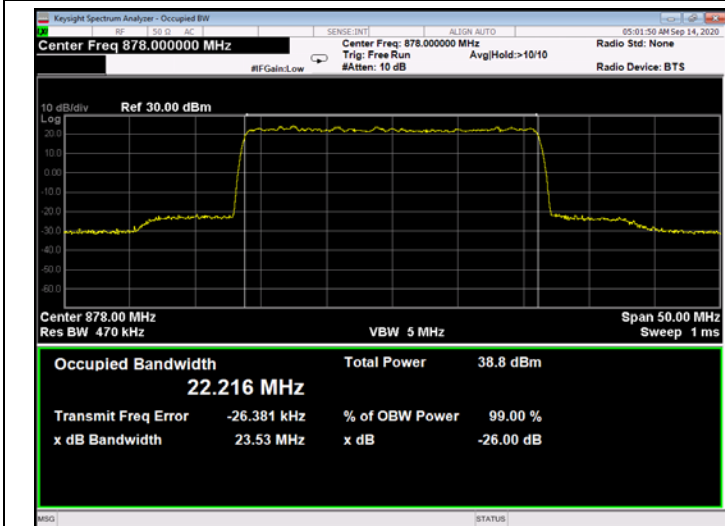 Keysight Spectrum Analyzer - Occupied BW
RF 50 Ω AC SENSE:INT ALIGN AUTO 05:01:50 AM Sep 14, 2020
Center Freq 878.000000 MHz Center Freq: 878.000000 MHz Radio Std: None
Trig: Free Run Avg|Hold:>10/10
#IFGain:Low #Atten: 10 dB Radio Device: BTS
10 dB/div Ref 30.00 dBm
Log
20.0
10.0
0.00
-10.0
-20.0
-30.0
-40.0
-50.0
-60.0
Center 878.00 MHz Span 50.00 MHz
Res BW 470 kHz VBW 5 MHz Sweep 1 ms
Occupied Bandwidth Total Power 38.8 dBm
22.216 MHz
Transmit Freq Error -26.381 kHz % of OBW Power 99.00 %
x dB Bandwidth 23.53 MHz x dB -26.00 dB
MSG STATUS